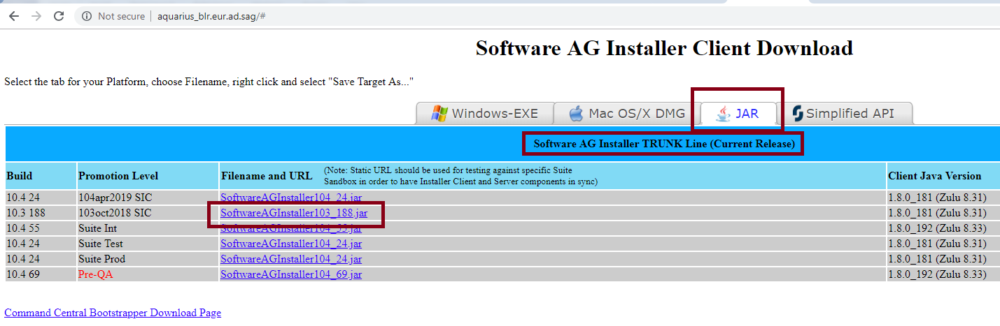 Not secure | aquarius_blr.eur.ad.sag/#
Software AG Installer Client Download
Select the tab for your Platform, choose Filename, right click and select "Save Target As..."
Windows-EXE Mac OS/X DMG JAR Simplified API
Software AG Installer TRUNK Line (Current Release)
Build Promotion Level Filename and URL (Note: Static URL should be used for testing against specific Suite
Sandbox in order to have Installer Client and Server components in sync) Client Java Version
10.4 24 104apr2019 SIC SoftwareAGInstaller104_24.jar 1.8.0_181 (Zulu 8.31)
10.3 188 103oct2018 SIC SoftwareAGInstaller103_188.jar 1.8.0_181 (Zulu 8.31)
10.4 55 Suite Int SoftwareAGInstaller104_55.jar 1.8.0_192 (Zulu 8.33)
10.4 24 Suite Test SoftwareAGInstaller104_24.jar 1.8.0_181 (Zulu 8.31)
10.4 24 Suite Prod SoftwareAGInstaller104_24.jar 1.8.0_181 (Zulu 8.31)
10.4 69 Pre-QA SoftwareAGInstaller104_69.jar 1.8.0_192 (Zulu 8.33)
Command Central Bootstrapper Download Page